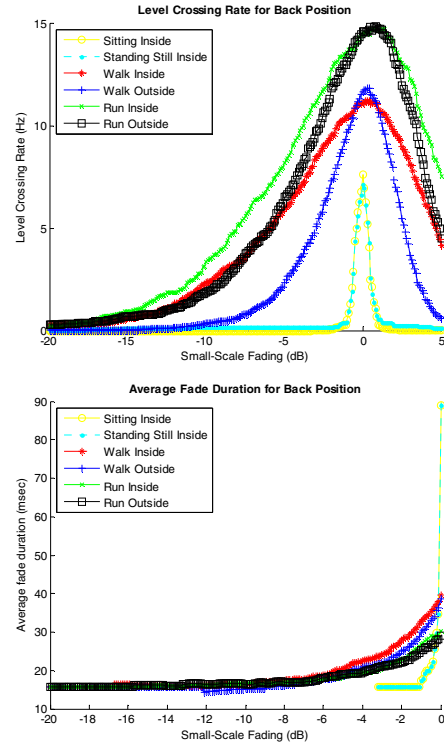 Level Crossing Rate for Back Position
15
10
5
0
Level Crossing Rate (Hz)
Sitting Inside
Standing Still Inside
Walk Inside
Walk Outside
Run Inside
Run Outside
-20 -15 -10 -5 0 5
Small-Scale Fading (dB)
Average Fade Duration for Back Position
90
80
70
60
50
40
30
20
10
Average fade duration (msec)
Sitting Inside
Standing Still Inside
Walk Inside
Walk Outside
Run Inside
Run Outside
-20 -18 -16 -14 -12 -10 -8 -6 -4 -2 0
Small-Scale Fading (dB)